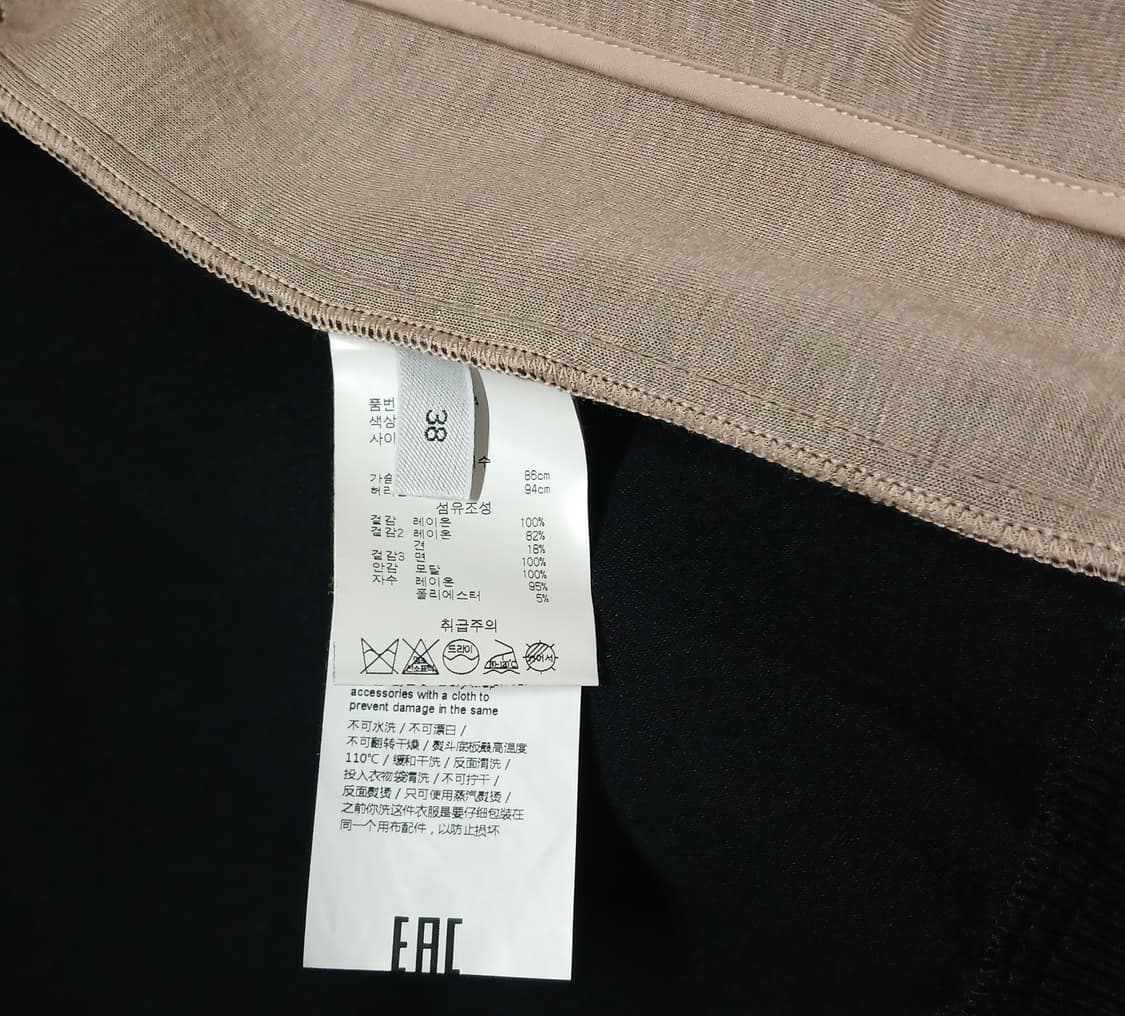 38
품번
색상
사이
수
가슴 86cm
허리 94cm
섬유조성
겉감 레이온 100%
겉감2 레이온 82%
견 18%
겉감3 면 100%
안감 모달 100%
자수 레이온 95%
폴리에스터 5%
취급주의
드라이
accessories with a cloth to
prevent damage in the same
不可水洗 / 不可漂白 /
不可翻转干燥 / 熨斗底板最高温度
110℃ / 缓和干洗 / 反面清洗 /
投入衣物袋清洗 / 不可拧干 /
反面熨烫 / 只可使用蒸汽熨烫 /
之前你洗这件衣服是要仔细包装在
同一个用布配件，以防止损坏
EAC